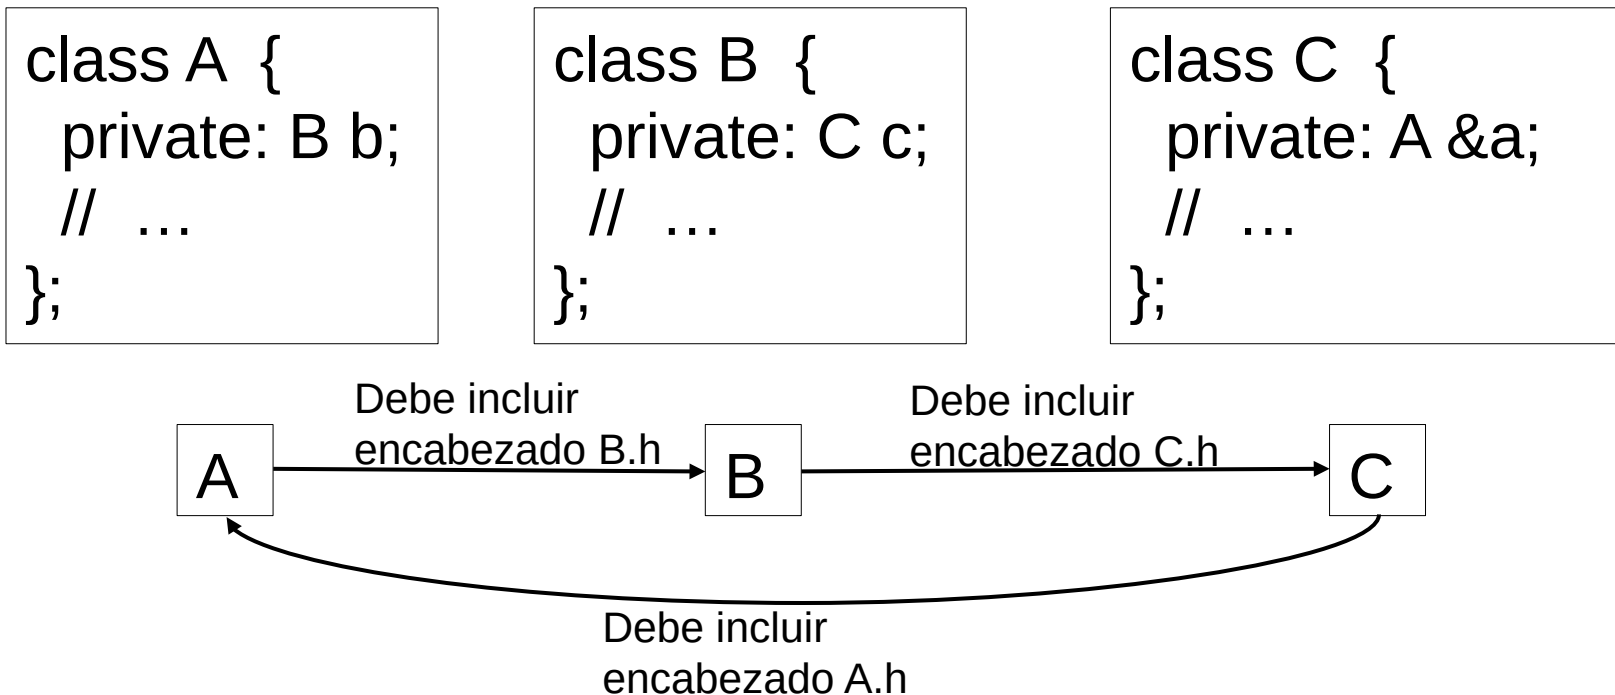 class A {
private: B b;
// …
};
class B {
private: C c;
// …
};
class C {
private: A &a;
// …
};
Debe incluir
encabezado B.h
Debe incluir
encabezado C.h
A
B
C
Debe incluir
encabezado A.h